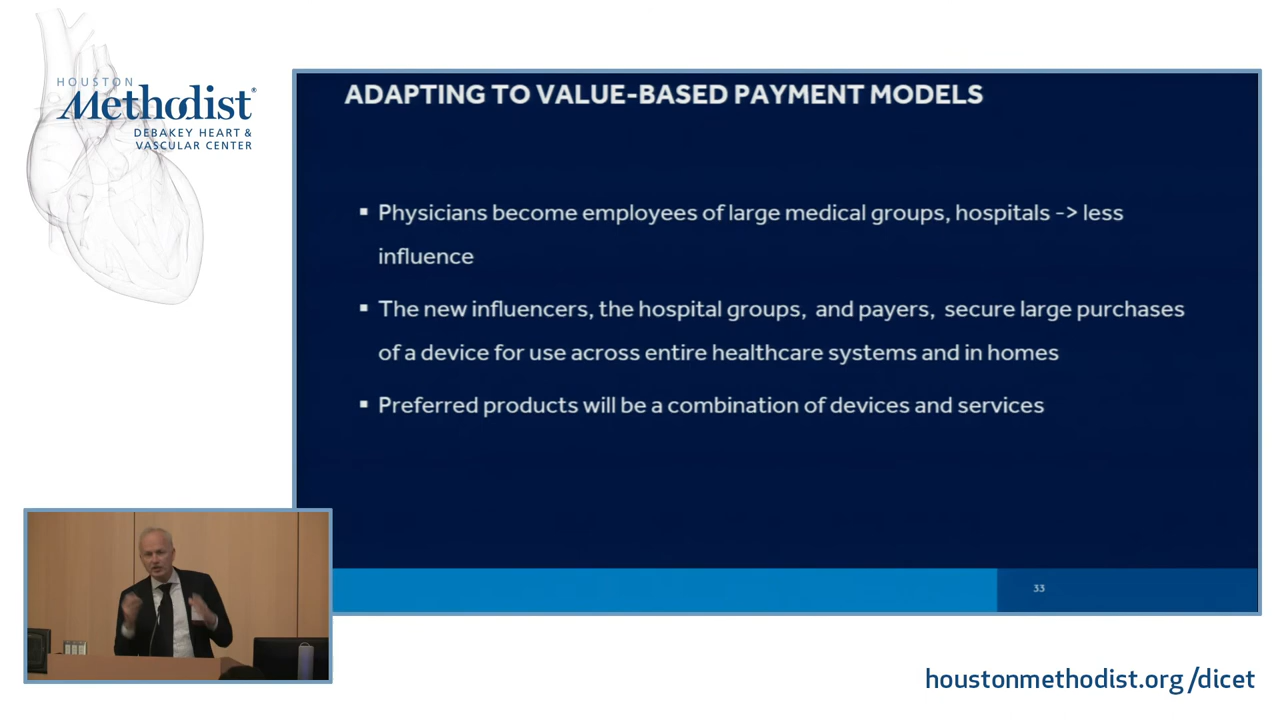 HOUSTON
Methodist®
DEBAKEY HEART &
VASCULAR CENTER
ADAPTING TO VALUE-BASED PAYMENT MODELS
▪ Physicians become employees of large medical groups, hospitals -> less
influence
▪ The new influencers, the hospital groups, and payers, secure large purchases
of a device for use across entire healthcare systems and in homes
▪ Preferred products will be a combination of devices and services
33
houstonmethodist.org/dicet